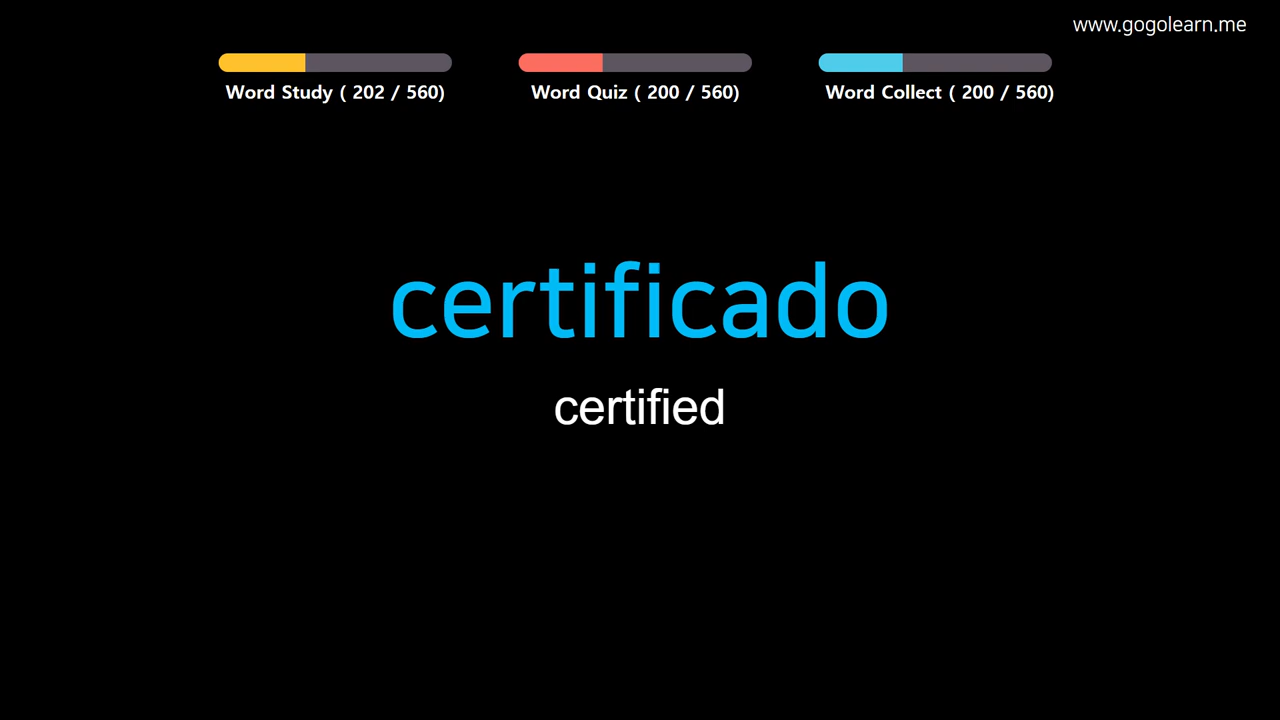 www.gogolearn.me
Word Study ( 202 / 560)
Word Quiz ( 200 / 560)
Word Collect ( 200 / 560)
certificado
certified